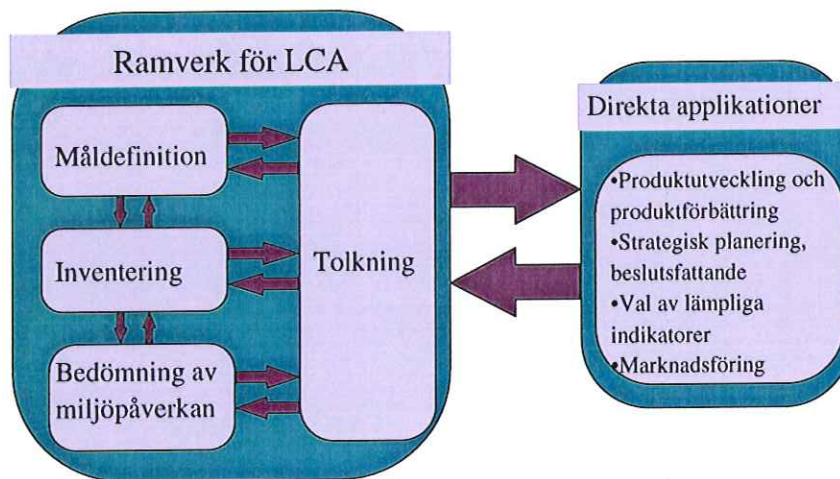 Ramverk för LCA
Måldefinition
Inventering
Bedömning av
miljöpåverkan
Tolkning
Direkta applikationer
•Produktutveckling och
produktförbättring
•Strategisk planering,
beslutsfattande
•Val av lämpliga
indikatorer
•Marknadsföring